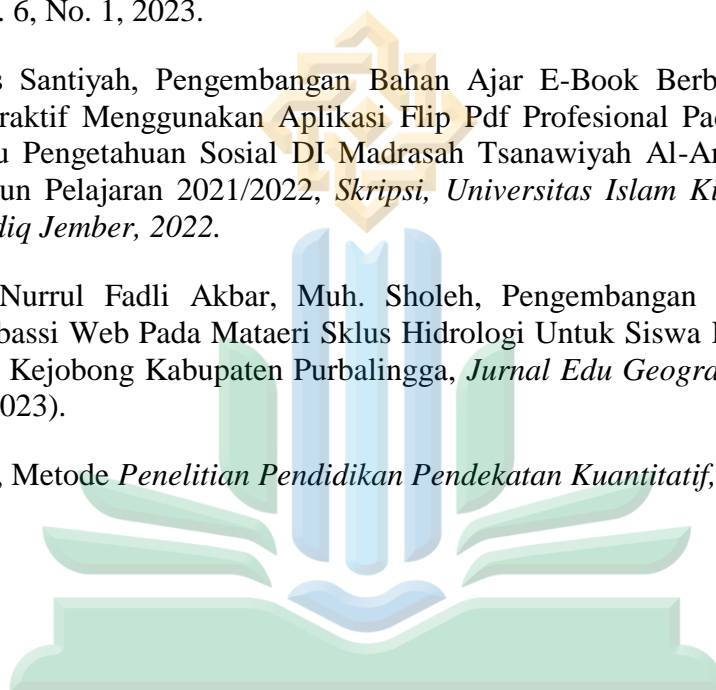 . 6, No. 1, 2023.
s Santiyah, Pengembangan Bahan Ajar E-Book Berb
raktif Menggunakan Aplikasi Flip Pdf Profesional Pa
u Pengetahuan Sosial DI Madrasah Tsanawiyah Al-A
un Pelajaran 2021/2022, Skripsi, Universitas Islam Ki
diq Jember, 2022.
Nurrul Fadli Akbar, Muh. Sholeh, Pengembangan
bassi Web Pada Mataeri Sklus Hidrologi Untuk Siswa
Kejobong Kabupaten Purbalingga, Jurnal Edu Geogra
023).
, Metode Penelitian Pendidikan Pendekatan Kuantitatif,